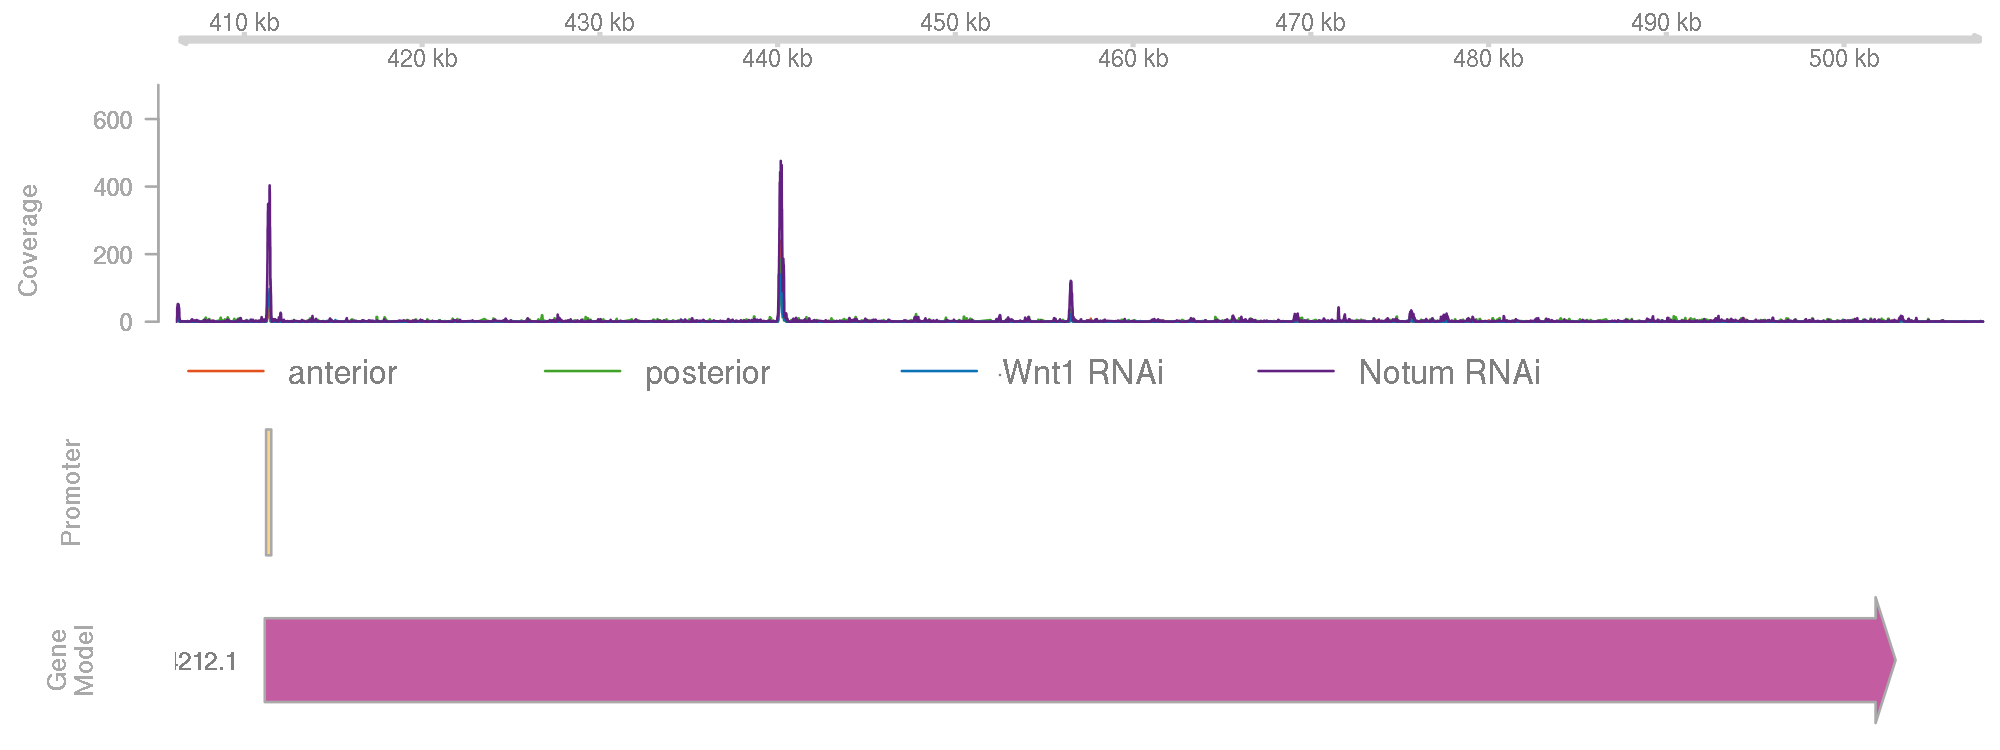 410 kb 430 kb 450 kb 470 kb 490 kb
420 kb 440 kb 460 kb 480 kb 500 kb
Coverage
600
400
200
0
anterior posterior Wnt1 RNAi Notum RNAi
Promoter
Gene
Model
212.1